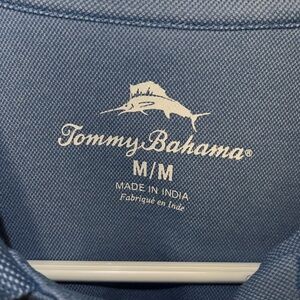 Tommy Bahama®
M/M
MADE IN INDIA
Fabriqué en Inde